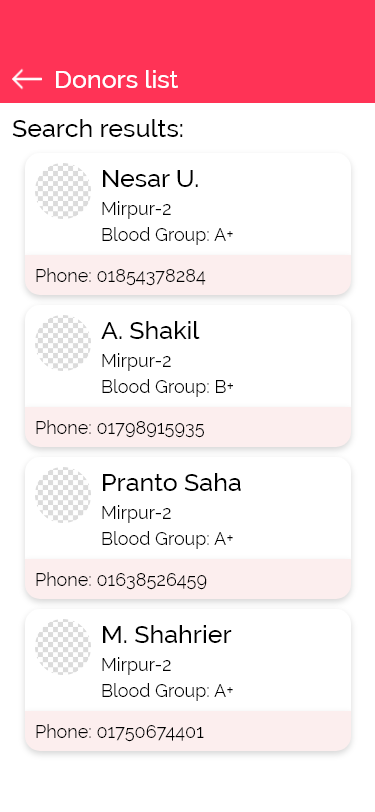 Donors list
Search results:
Nesar U.
Mirpur-2
Blood Group: A+
Phone: 01854378284
A. Shakil
Mirpur-2
Blood Group: B+
Phone: 01798915935
Pranto Saha
Mirpur-2
Blood Group: A+
Phone: 01638526459
M. Shahrier
Mirpur-2
Blood Group: A+
Phone: 01750674401